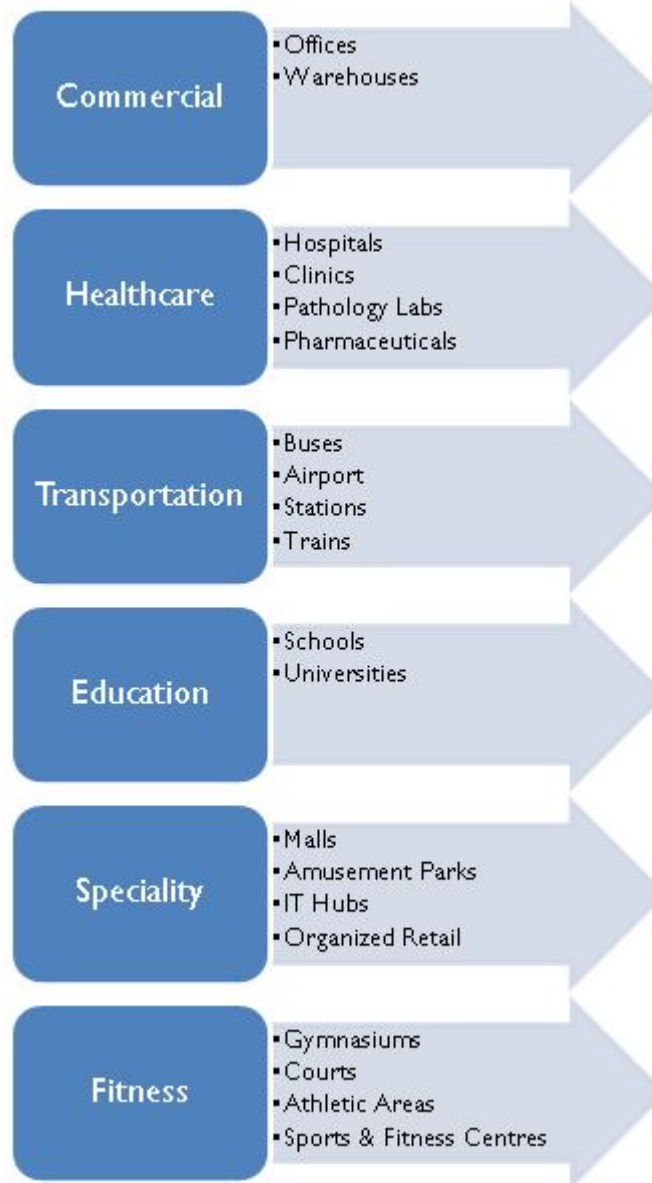 Commercial
▪Offices
▪Warehouses
Healthcare
▪Hospitals
▪Clinics
▪Pathology Labs
▪Pharmaceuticals
Transportation
▪Buses
▪Airport
▪Stations
▪Trains
Education
▪Schools
▪Universities
Speciality
▪Malls
▪Amusement Parks
▪IT Hubs
▪Organized Retail
Fitness
▪Gymnasiums
▪Courts
▪Athletic Areas
▪Sports & Fitness Centres